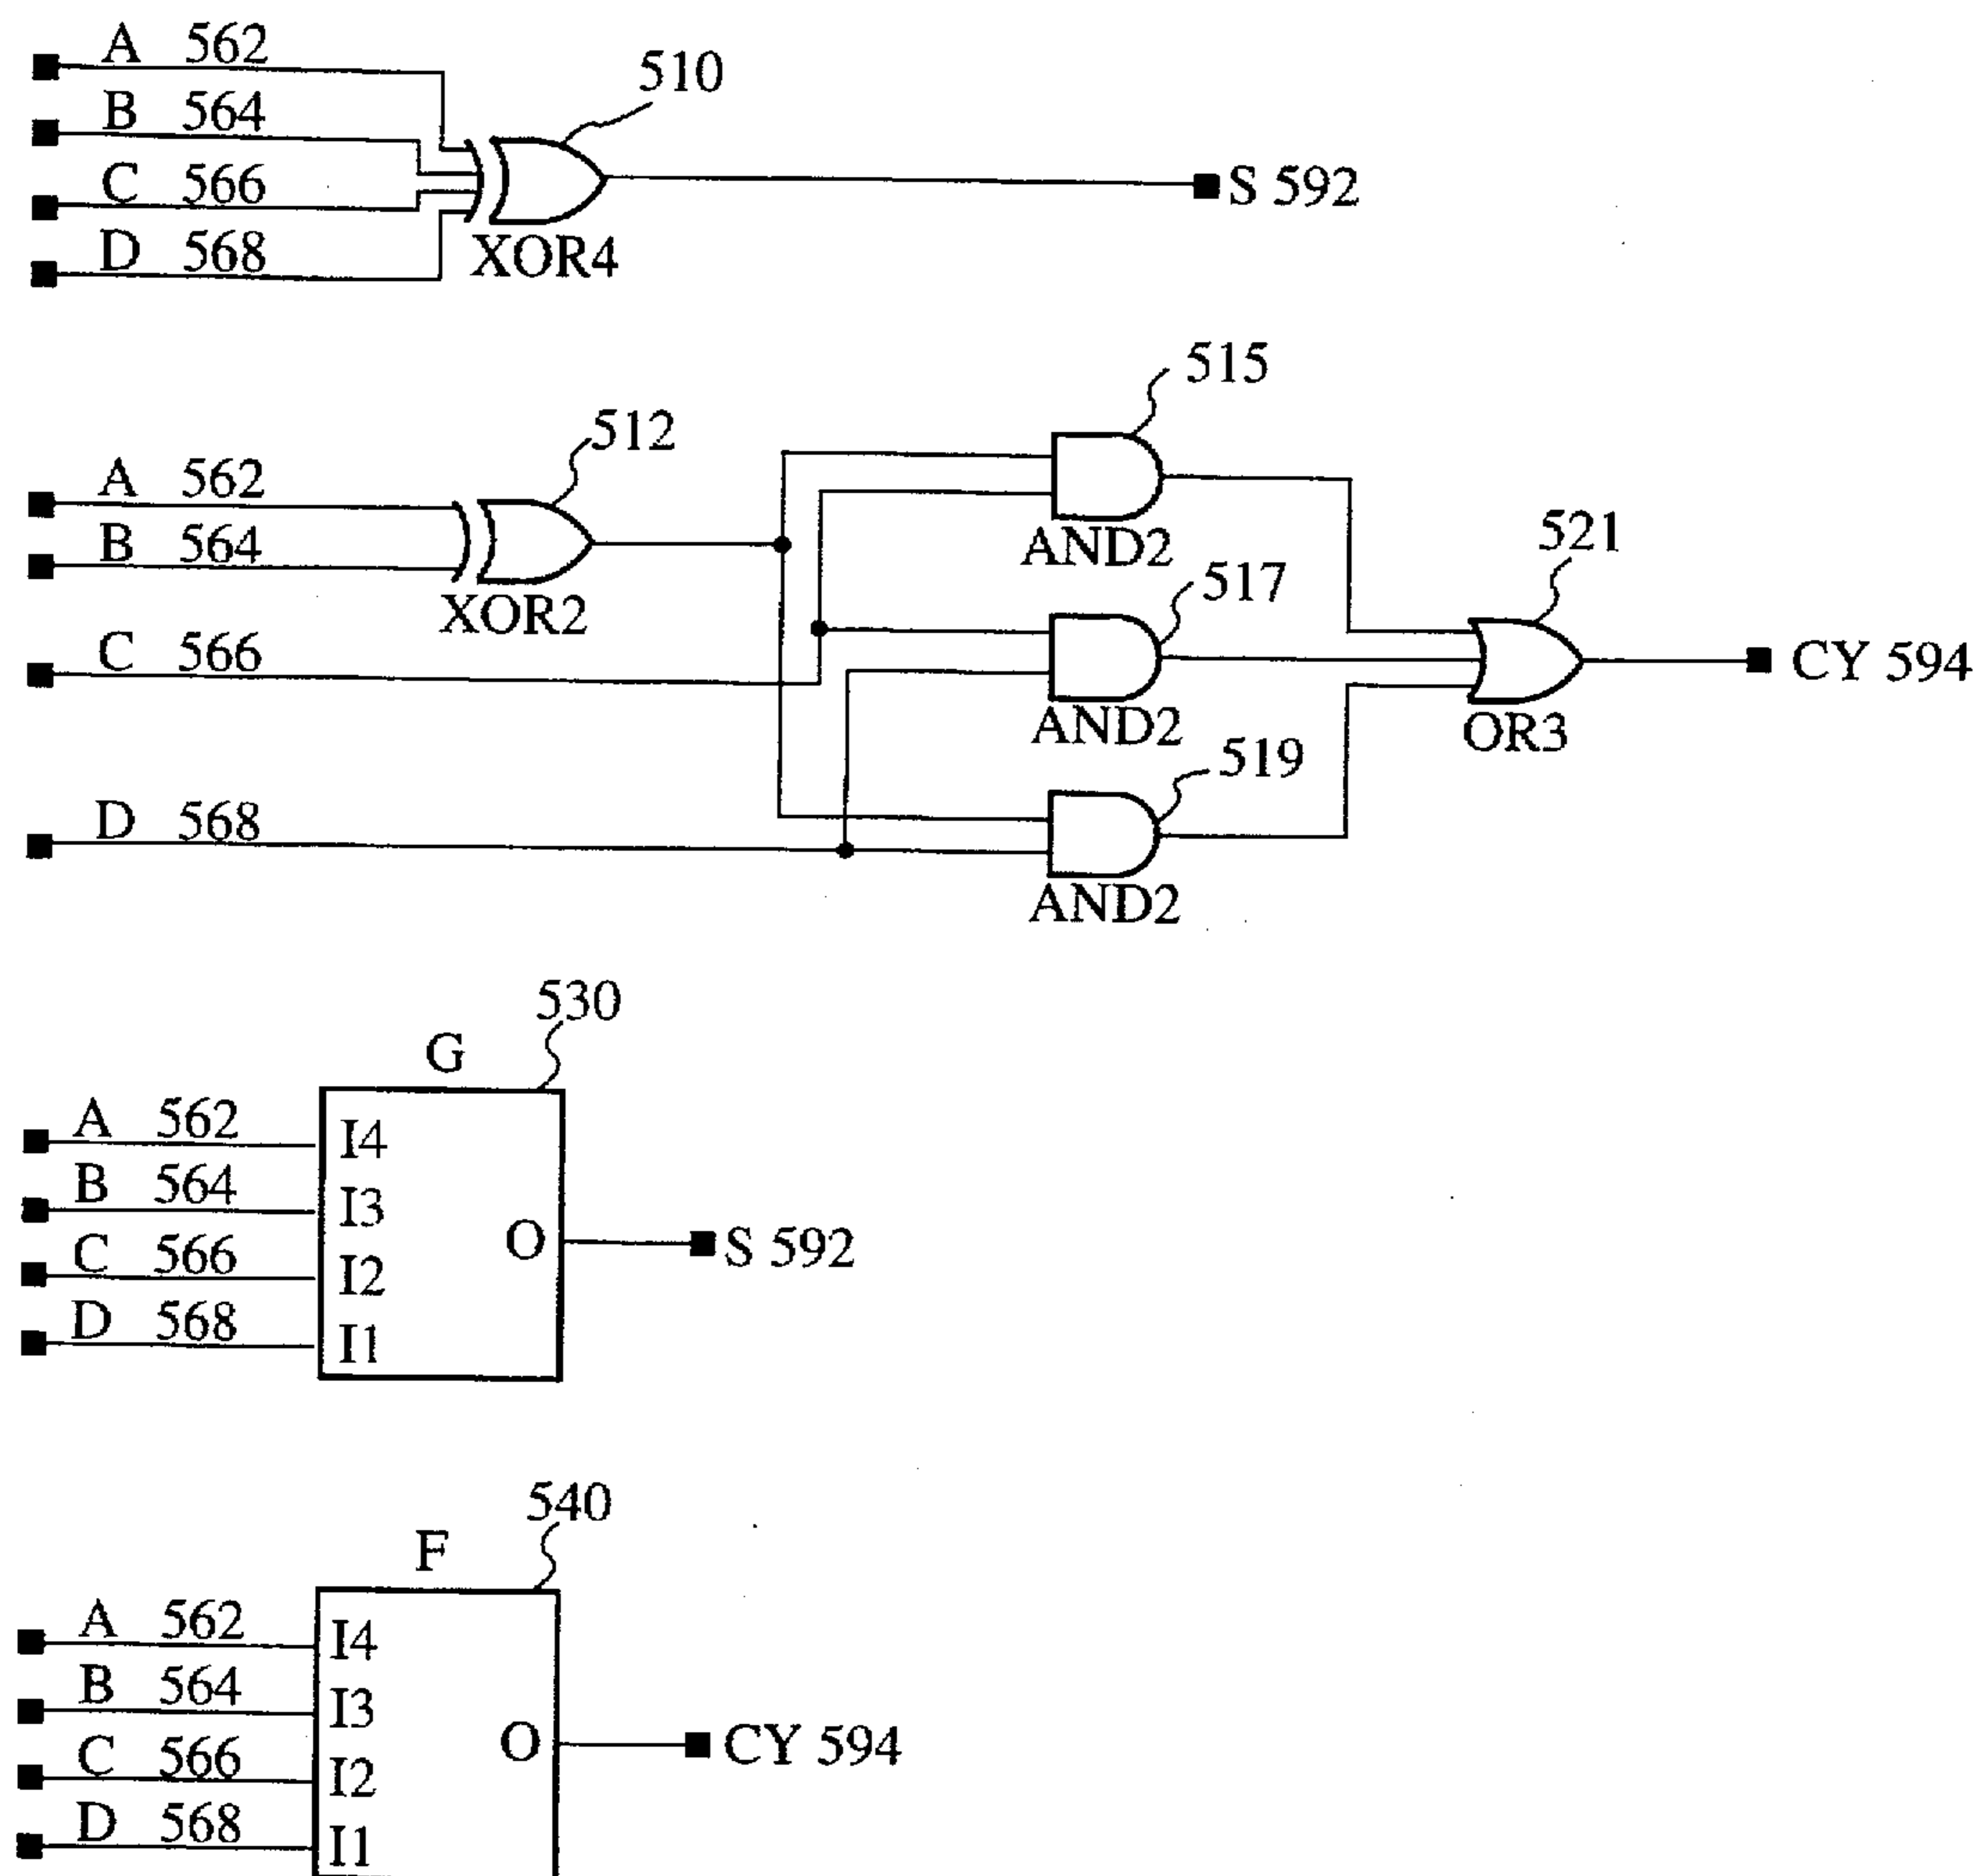 A 562
510
B 564
C 566
S 592
D 568
XOR4
515
512
A 562
B 564
AND2
521
517
XOR2
C 566
CY 594
AND2
OR3
519
D 568
AND2
530
G
A 562
I4
B 564
I3
C 566
O
S 592
I2
D 568
I1
540
F
A 562
I4
B 564
I3
C 566
O
CY 594
I2
D 568
I1